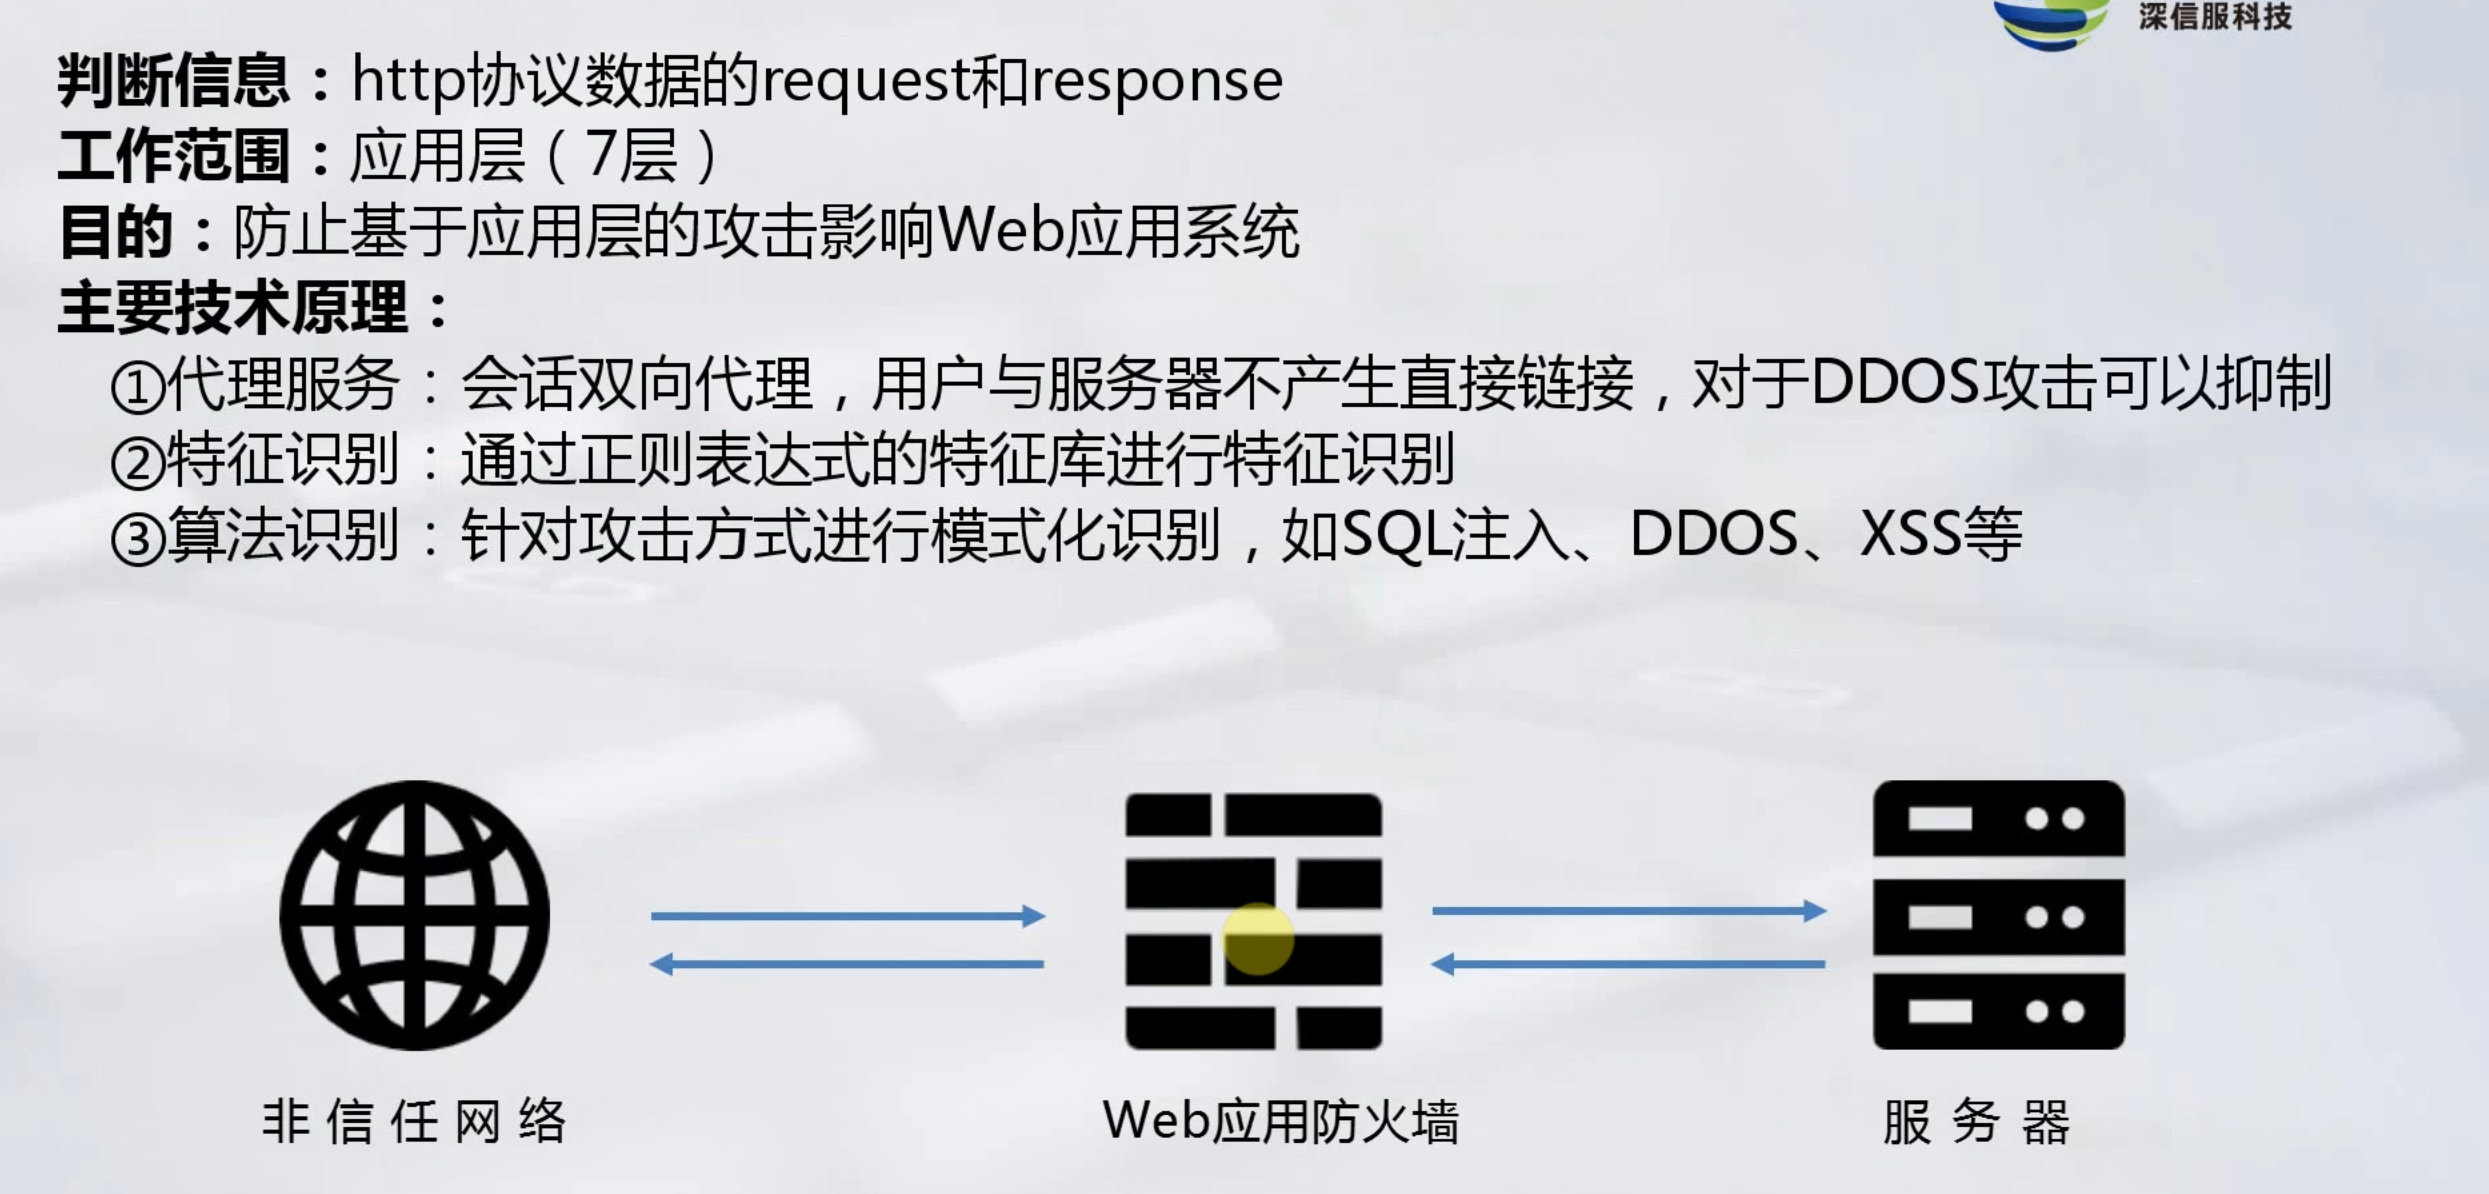 深信服科技
判断信息：http协议数据的request和response
工作范围：应用层（7层）
目的：防止基于应用层的攻击影响Web应用系统
主要技术原理：
①代理服务：会话双向代理，用户与服务器不产生直接链接，对于DDOS攻击可以抑制
②特征识别：通过正则表达式的特征库进行特征识别
③算法识别：针对攻击方式进行模式化识别，如SQL注入、DDOS、XSS等
非信任网络
Web应用防火墙
服务器